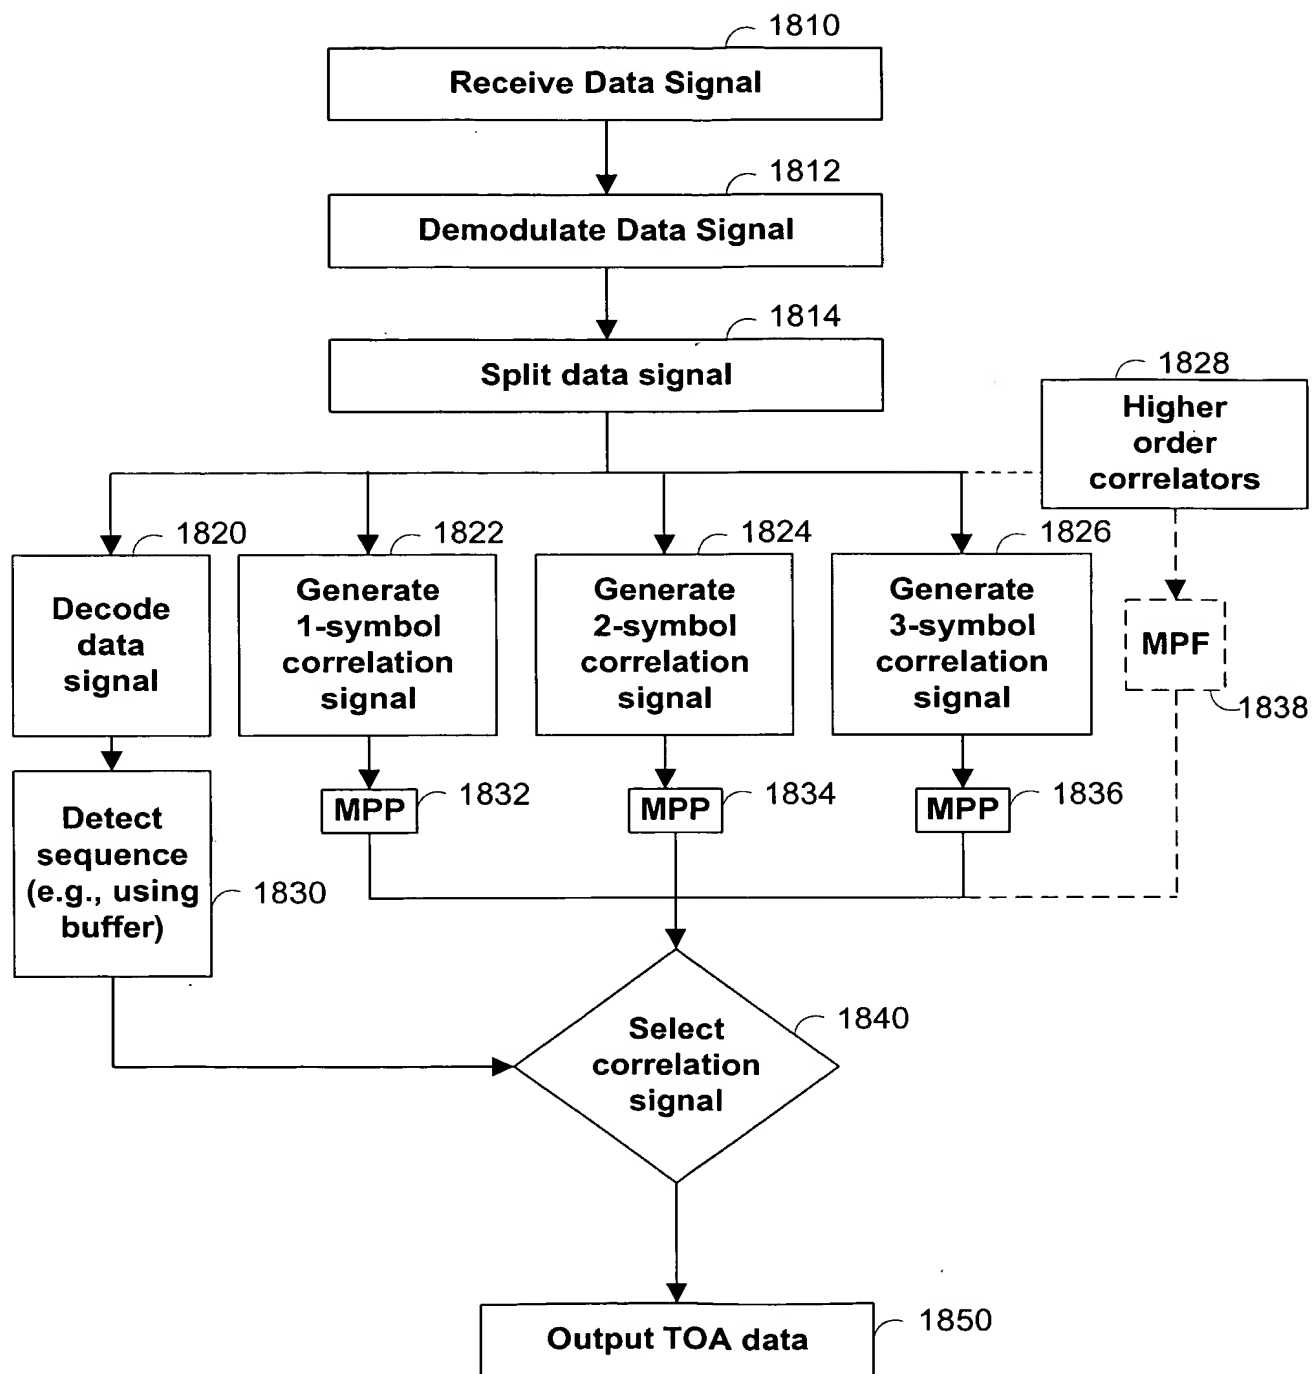 1810
Receive Data Signal
1812
Demodulate Data Signal
1814
Split data signal
1828
Higher
order
correlators
1820
Decode
data
signal
1822
Generate
1-symbol
correlation
signal
1824
Generate
2-symbol
correlation
signal
1826
Generate
3-symbol
correlation
signal
MPF
1838
Detect
sequence
(e.g., using
buffer)
1830
MPP
1832
MPP
1834
MPP
1836
Select
correlation
signal
1840
Output TOA data
1850